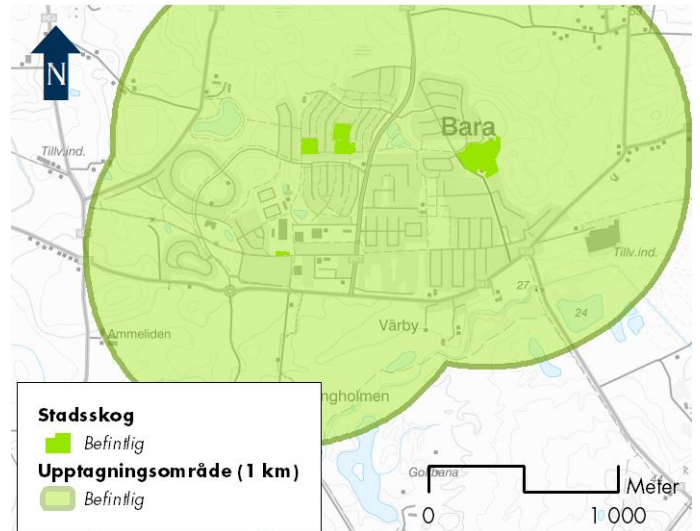 N
Bara
Tillv.ind.
Tillv.ind.
27
24
Värby
Ammeliden
ngholmen
Stadsskog
Befintlig
Upptagningsområde (1 km)
Befintlig
Meter
0
1 000